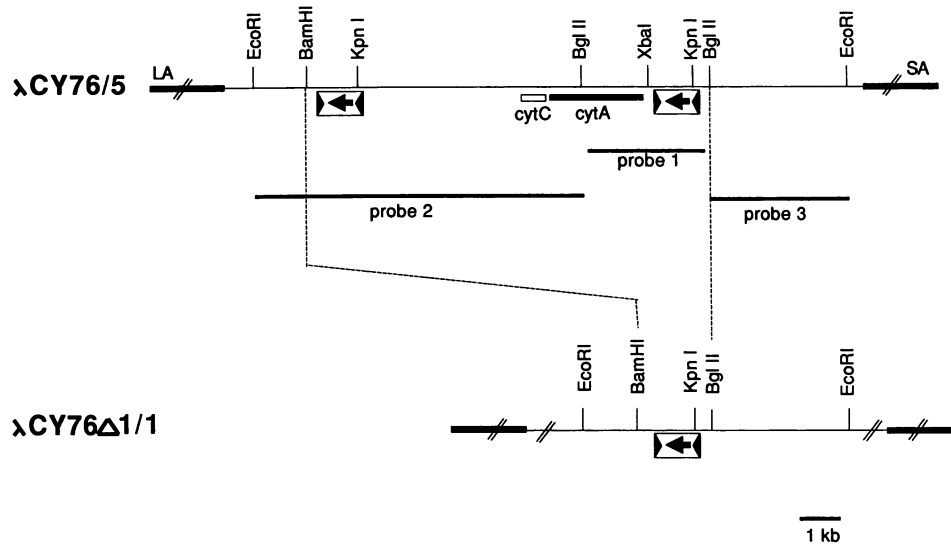 EcoRI BamHI Kpn I Bgl II XbaI Kpn I Bgl II EcoRI
λCY76/5 LA SA
cytC cytA
probe 1
probe 2 probe 3
EcoRI BamHI Kpn I Bgl II EcoRI
λCY76Δ1/1
1 kb